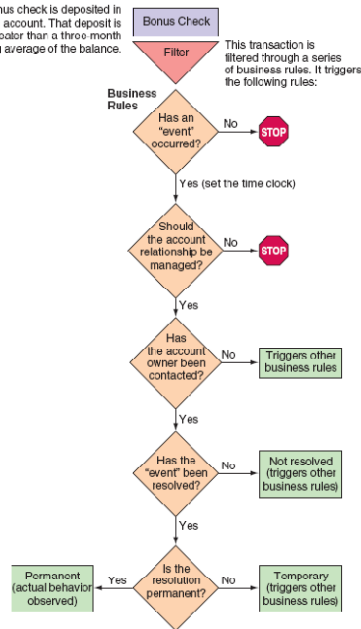 check is deposited in
account. That deposit is
than a three-month
average of the balance.
Bonus Check
Filter
This transaction is
filtered through a series
of business rules. It triggers
the following rules:
Business
Rules
Has an
"event"
occurred?
No
STOP
Yes (set the time clock)
Should
the account
relationship be
managed?
No
STOP
Yes
Has
the account
owner been
contacted?
No
Triggers other
business rules
Yes
Has the
"event" been
resolved?
No
Not resolved
(triggers other
business rules)
Yes
Is the
resolution
permanent?
Yes
Permanent
(actual behavior
observed)
No
Temporary
(triggers other
business rules)